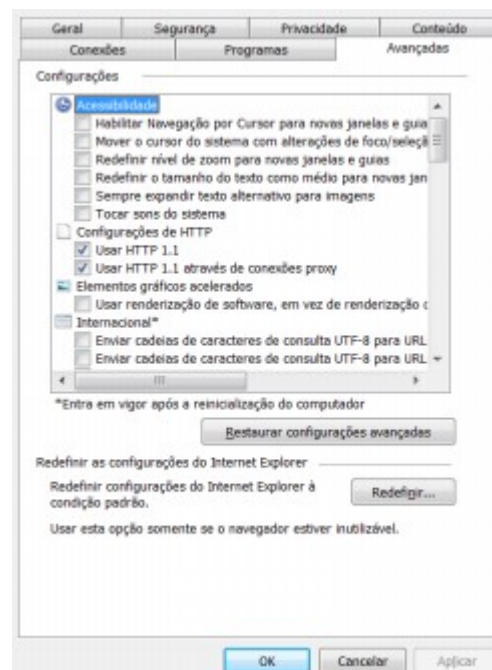 Geral Segurança Privacidade Conteúdo
Conexões Programas Avançadas
Configurações
Acessibilidade
Habilitar Navegação por Cursor para novas janelas e guia
Mover o cursor do sistema com alterações de foco/seleçã
Redefinir nível de zoom para novas janelas e guias
Redefinir o tamanho do texto como médio para novas jan
Sempre expandir texto alternativo para imagens
Tocar sons do sistema
Configurações de HTTP
Usar HTTP 1.1
Usar HTTP 1.1 através de conexões proxy
Elementos gráficos acelerados
Usar renderização de software, em vez de renderização d
Internacional*
Enviar cadeias de caracteres de consulta UTF-8 para URL
Enviar cadeias de caracteres de consulta UTF-8 para URL
*Entra em vigor após a reinicialização do computador
Restaurar configurações avançadas
Redefinir as configurações do Internet Explorer
Redefinir configurações do Internet Explorer à
condição padrão.
Redefinir...
Usar esta opção somente se o navegador estiver inutilizável.
OK Cancelar Aplicar